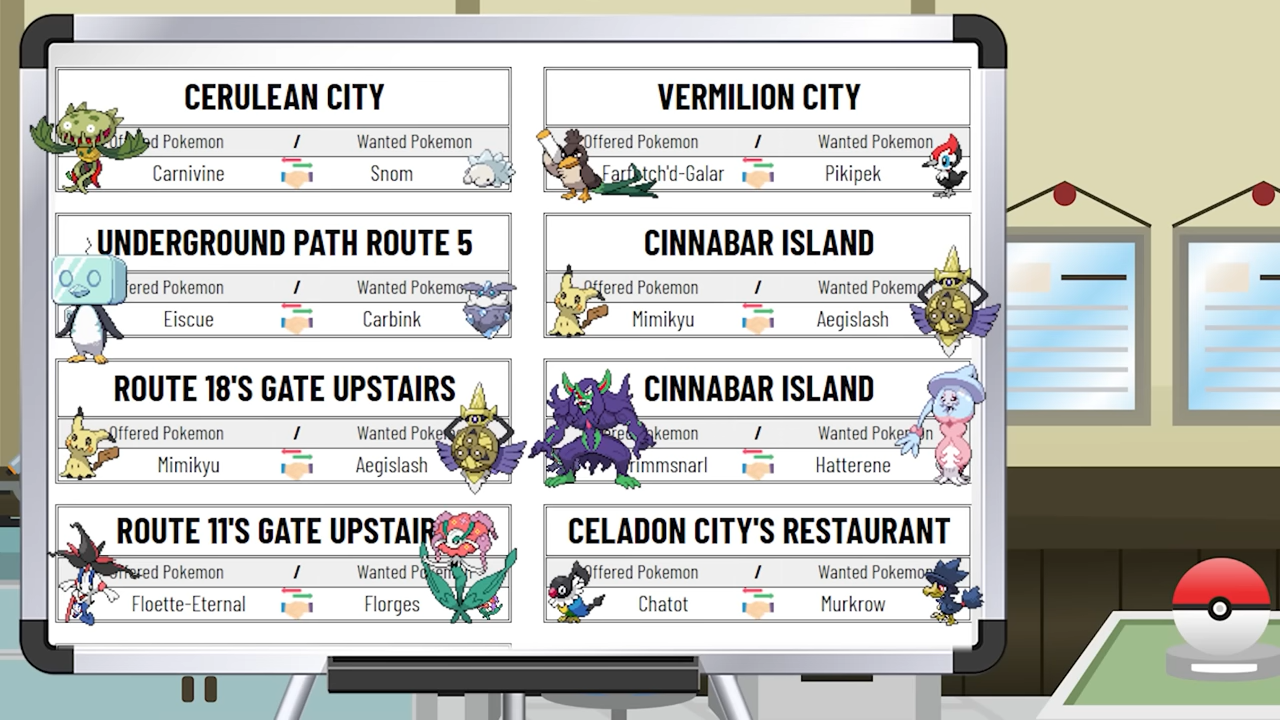 CERULEAN CITY
Offered Pokemon / Wanted Pokemon
Carnivine Snom
VERMILION CITY
Offered Pokemon / Wanted Pokemon
Farfetch'd-Galar Pikipek
UNDERGROUND PATH ROUTE 5
Offered Pokemon / Wanted Pokemon
Eiscue Carbink
CINNABAR ISLAND
Offered Pokemon / Wanted Pokemon
Mimikyu Aegislash
ROUTE 18'S GATE UPSTAIRS
Offered Pokemon / Wanted Pokemon
Mimikyu Aegislash
CINNABAR ISLAND
Offered Pokemon / Wanted Pokemon
Grimmsnarl Hatterene
ROUTE 11'S GATE UPSTAIRS
Offered Pokemon / Wanted Pokemon
Floette-Eternal Florges
CELADON CITY'S RESTAURANT
Offered Pokemon / Wanted Pokemon
Chatot Murkrow